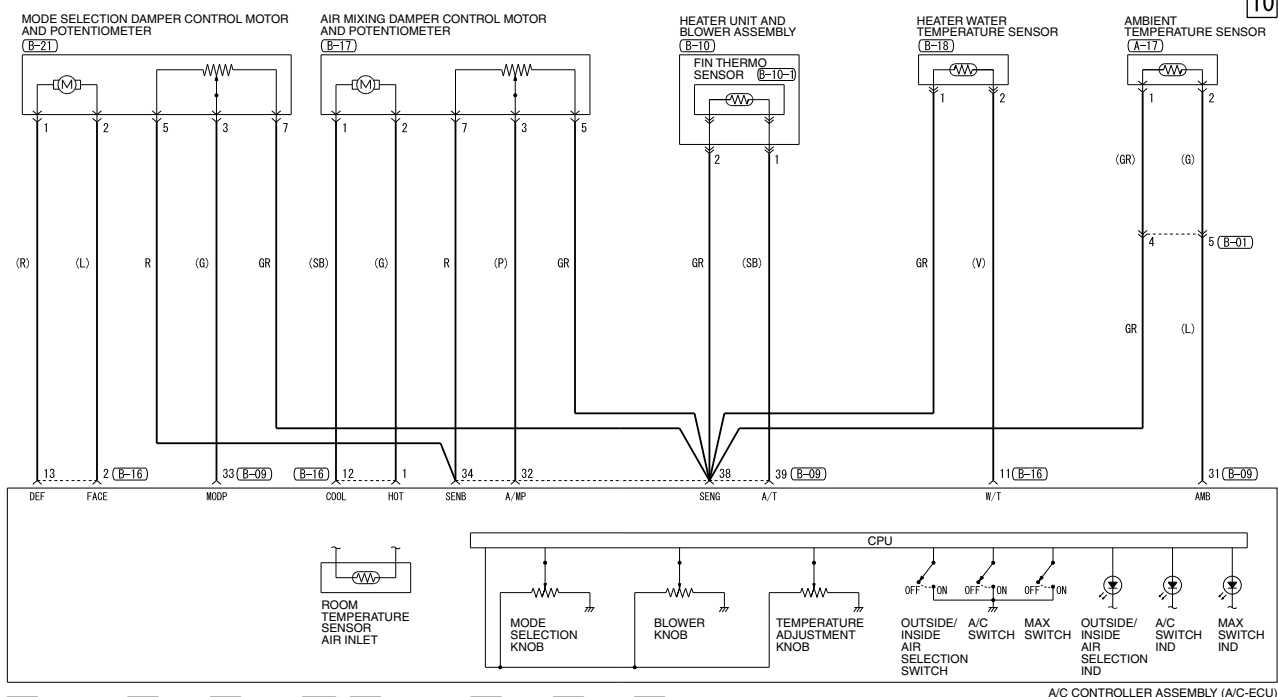 10
MODE SELECTION DAMPER CONTROL MOTOR
AND POTENTIOMETER
B-21
AIR MIXING DAMPER CONTROL MOTOR
AND POTENTIOMETER
B-17
HEATER UNIT AND
BLOWER ASSEMBLY
B-10
FIN THERMO
SENSOR B-10-1
HEATER WATER
TEMPERATURE SENSOR
B-18
AMBIENT
TEMPERATURE SENSOR
A-17
M M
1 2 5 3 7 1 2 7 3 5 2 1 1 2 1 2
(GR) (G)
4 5 B-01
(R) (L) R (G) GR (SB) (G) R (P) GR GR (SB) GR (V)
GR (L)
13 2 B-16 33 B-09 B-16 12 1 34 32 38 39 B-09 11 B-16 31 B-09
DEF FACE MODP COOL HOT SENB A/MP SENG A/T W/T AMB
CPU
OFF ON OFF ON OFF ON
ROOM
TEMPERATURE
SENSOR
AIR INLET
MODE
SELECTION
KNOB
BLOWER
KNOB
TEMPERATURE
ADJUSTMENT
KNOB
OUTSIDE/
INSIDE
AIR
SELECTION
SWITCH
A/C
SWITCH
MAX
SWITCH
OUTSIDE/
INSIDE
AIR
SELECTION
IND
A/C
SWITCH
IND
MAX
SWITCH
IND
A/C CONTROLLER ASSEMBLY (A/C-ECU)